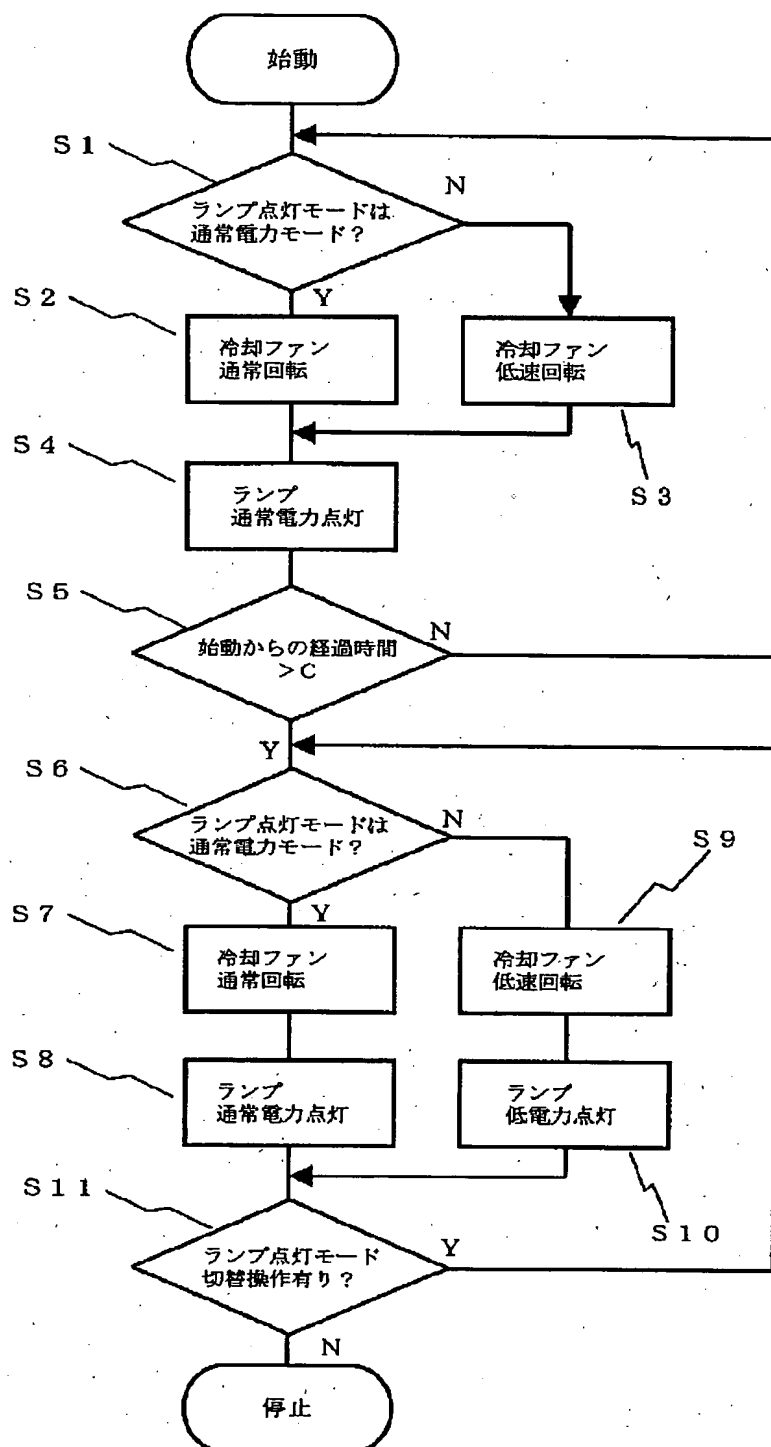 始動
S1
N
ランプ点灯モードは
通常電力モード?
S2
Y
冷却ファン
通常回転
冷却ファン
低速回転
S4
S3
ランプ
通常電力点灯
S5
N
始動からの経過時間
>C
Y
S6
N
ランプ点灯モードは
通常電力モード?
S9
S7
Y
冷却ファン
通常回転
冷却ファン
低速回転
S8
ランプ
通常電力点灯
ランプ
低電力点灯
S11
S10
Y
ランプ点灯モード
切替操作有り?
N
停止